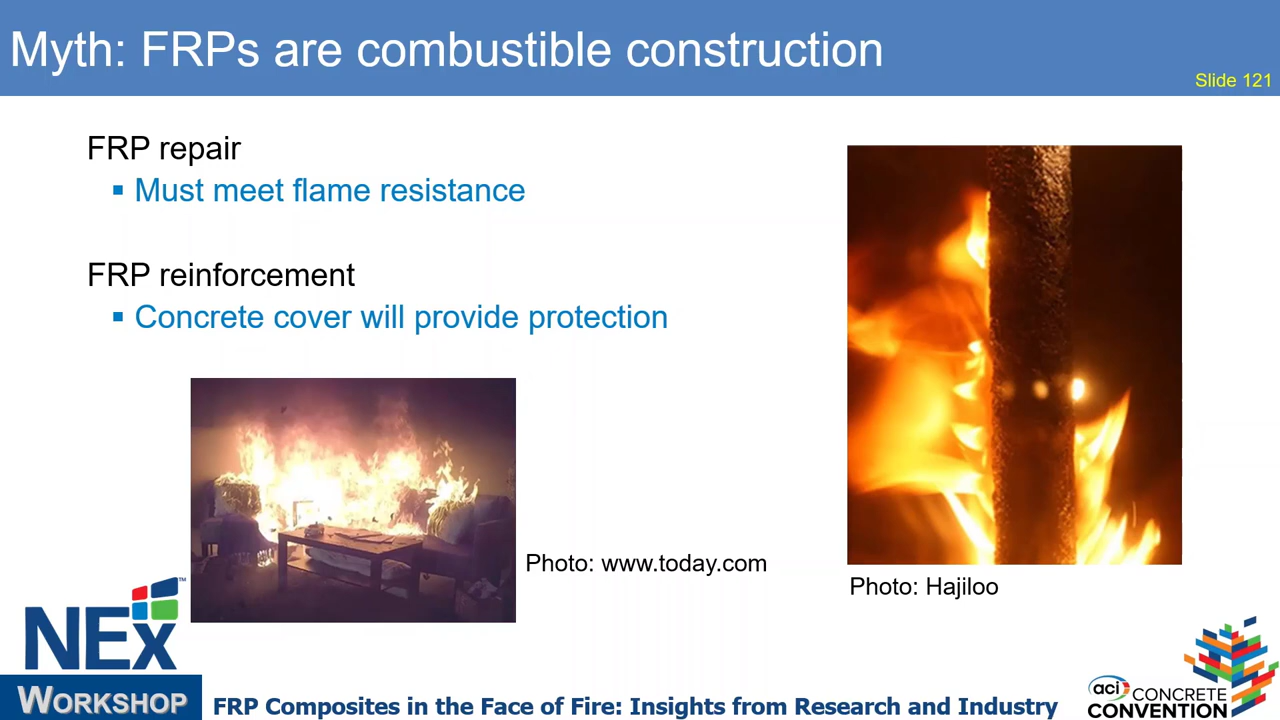 Myth: FRPs are combustible construction
Slide 121
FRP repair
▪ Must meet flame resistance
FRP reinforcement
▪ Concrete cover will provide protection
Photo: www.today.com
Photo: Hajiloo
NEx™
WORKSHOP
FRP Composites in the Face of Fire: Insights from Research and Industry
aci CONCRETE
CONVENTION